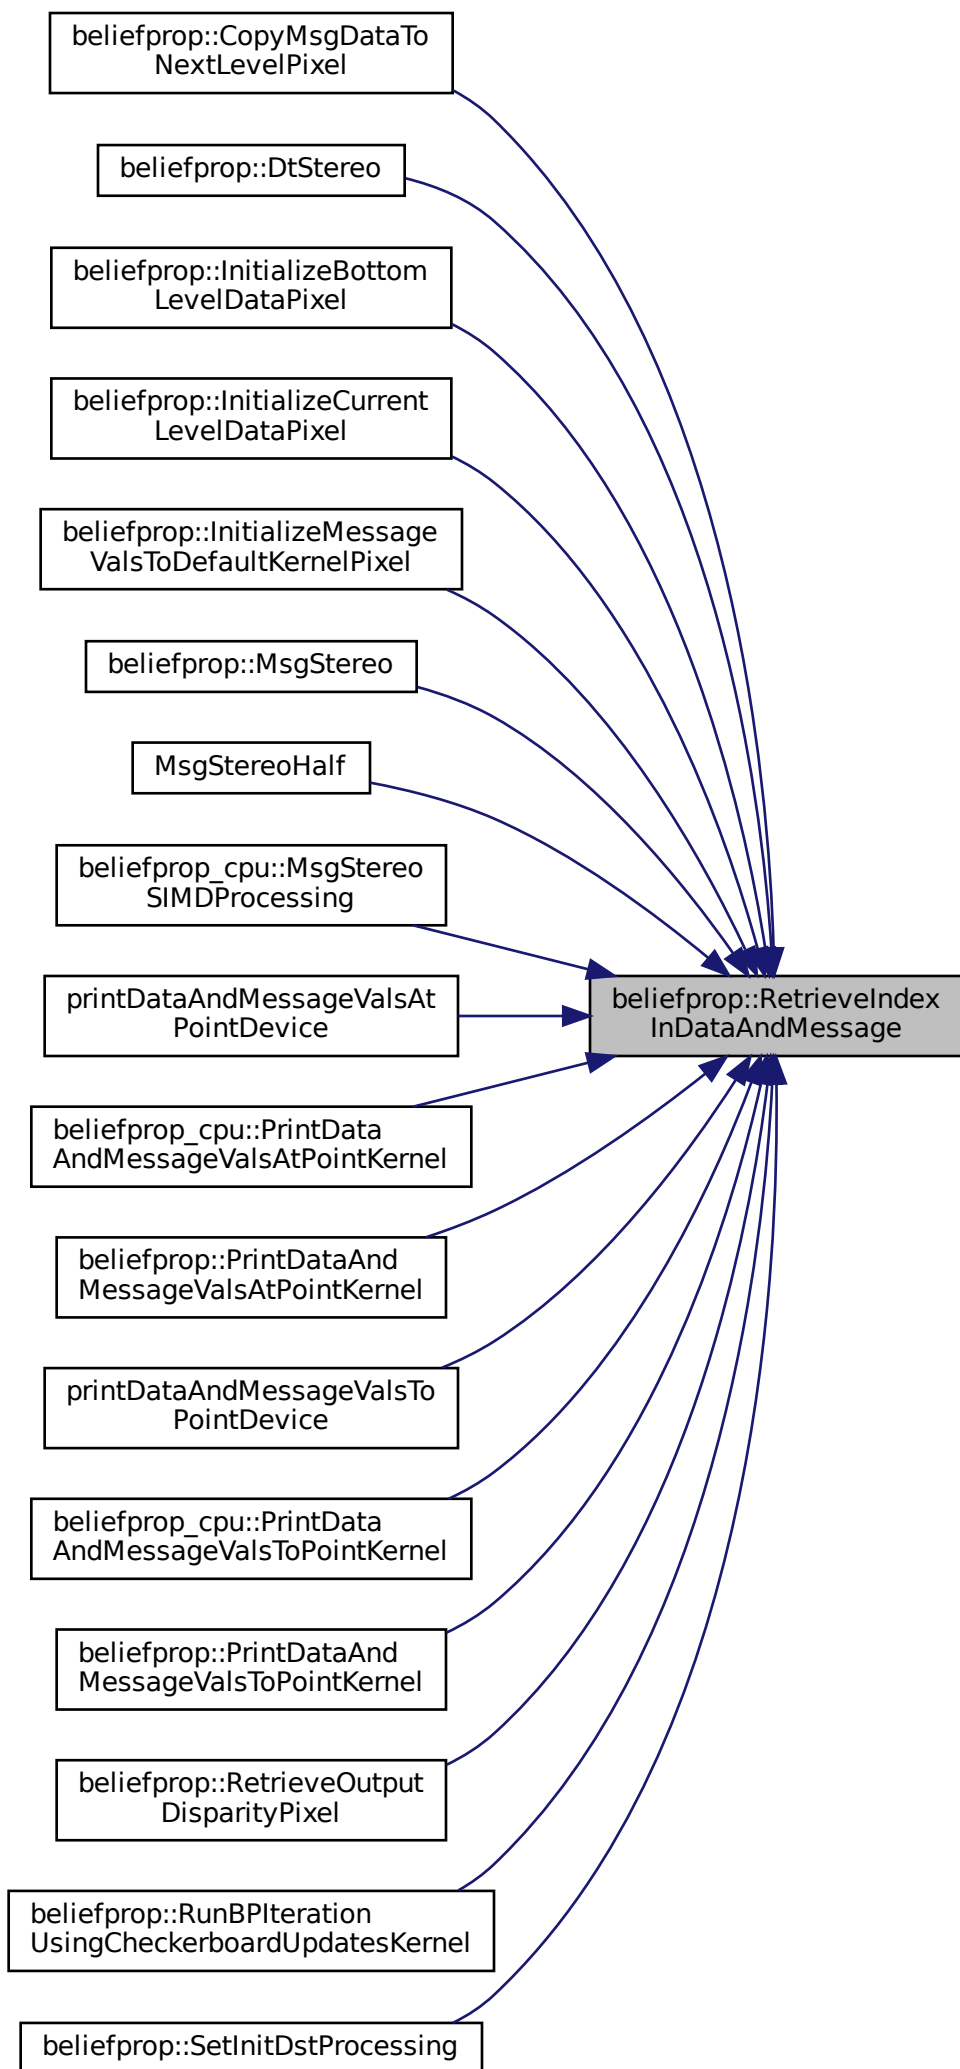 beliefprop::CopyMsgDataTo
NextLevelPixel
beliefprop::DtStereo
beliefprop::InitializeBottom
LevelDataPixel
beliefprop::InitializeCurrent
LevelDataPixel
beliefprop::InitializeMessage
ValsToDefaultKernelPixel
beliefprop::MsgStereo
MsgStereoHalf
beliefprop_cpu::MsgStereo
SIMDProcessing
printDataAndMessageValsAt
PointDevice
beliefprop::RetrieveIndex
InDataAndMessage
beliefprop_cpu::PrintData
AndMessageValsAtPointKernel
beliefprop::PrintDataAnd
MessageValsAtPointKernel
printDataAndMessageValsTo
PointDevice
beliefprop_cpu::PrintData
AndMessageValsToPointKernel
beliefprop::PrintDataAnd
MessageValsToPointKernel
beliefprop::RetrieveOutput
DisparityPixel
beliefprop::RunBPIteration
UsingCheckerboardUpdatesKernel
beliefprop::SetInitDstProcessing